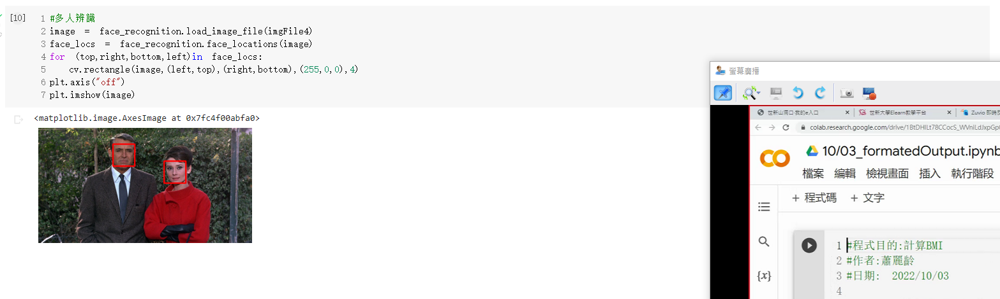 [10]
1 #多人辨識
2 image = face_recognition.load_image_file(imgFile4)
3 face_locs = face_recognition.face_locations(image)
4 for (top,right,bottom,left)in face_locs:
5 cv.rectangle(image,(left,top),(right,bottom),(255,0,0),4)
6 plt.axis("off")
7 plt.imshow(image)
<matplotlib.image.AxesImage at 0x7fc4f00abfa0>
螢幕廣播
世新山洞口-我的e入口 世新大學Elearn教學平台 Zuvio 即時反
colab.research.google.com/drive/1BtDHILt78CCocS_WVniLdJxpGp
10/03_formatedOutput.ipynb
檔案 編輯 檢視畫面 插入 執行階段
+ 程式碼 + 文字
1 #程式目的:計算BMI
2 #作者:蕭麗齡
3 #日期: 2022/10/03
4
{x}